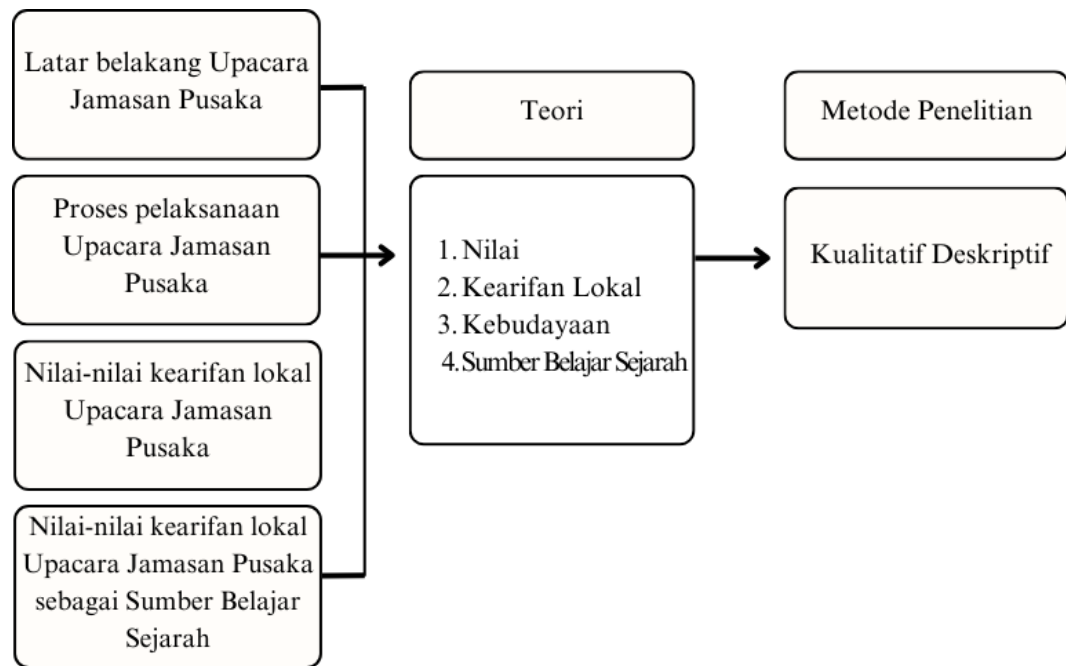 Latar belakang Upacara
Jamasan Pusaka
Proses pelaksanaan
Upacara Jamasan
Pusaka
Nilai-nilai kearifan lokal
Upacara Jamasan
Pusaka
Nilai-nilai kearifan lokal
Upacara Jamasan Pusaka
sebagai Sumber Belajar
Sejarah
Teori
1. Nilai
2. Kearifan Lokal
3. Kebudayaan
4. Sumber Belajar Sejarah
Metode Penelitian
Kualitatif Deskriptif